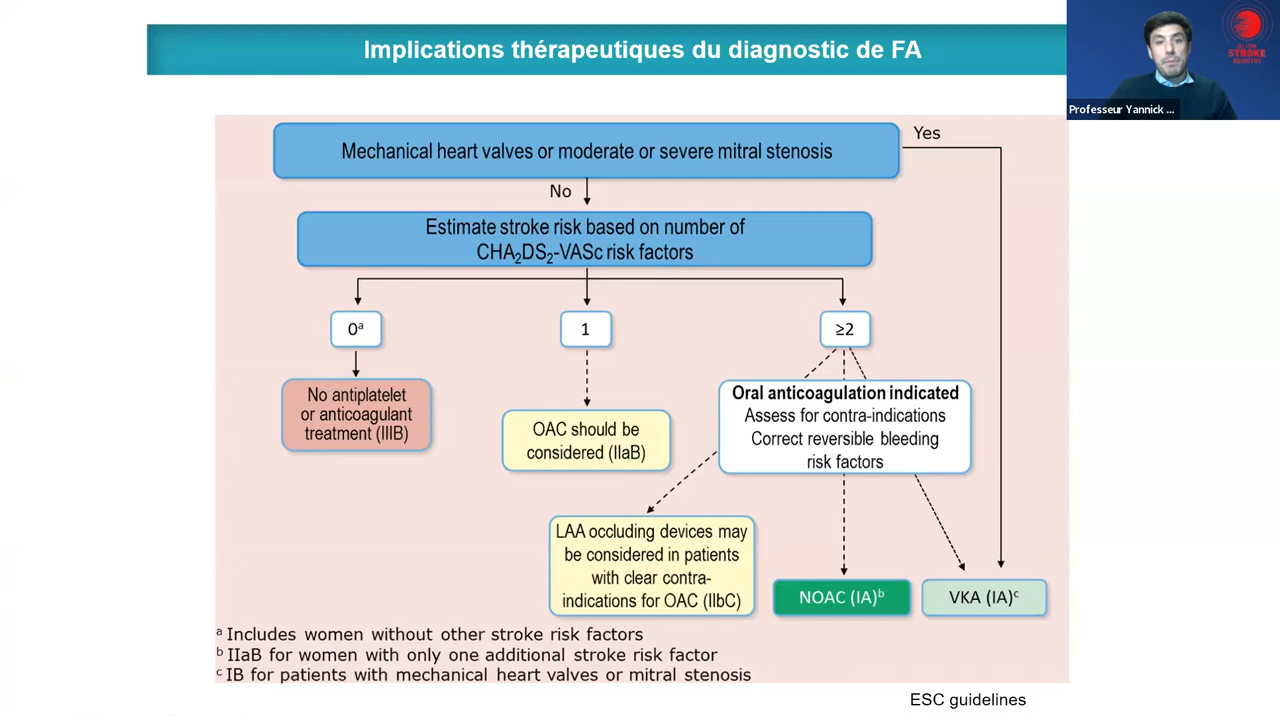 Implications thérapeutiques du diagnostic de FA
DIJON
STROKE
REGISTRY
Professeur Yannick ...
Mechanical heart valves or moderate or severe mitral stenosis
Yes
No
Estimate stroke risk based on number of
CHA₂DS₂-VASc risk factors
0ᵃ
1
≥2
No antiplatelet
or anticoagulant
treatment (IIIB)
OAC should be
considered (IIaB)
Oral anticoagulation indicated
Assess for contra-indications
Correct reversible bleeding
risk factors
LAA occluding devices may
be considered in patients
with clear contra-
indications for OAC (IIbC)
NOAC (IA)ᵇ
VKA (IA)ᶜ
ᵃ Includes women without other stroke risk factors
ᵇ IIaB for women with only one additional stroke risk factor
ᶜ IB for patients with mechanical heart valves or mitral stenosis
ESC guidelines